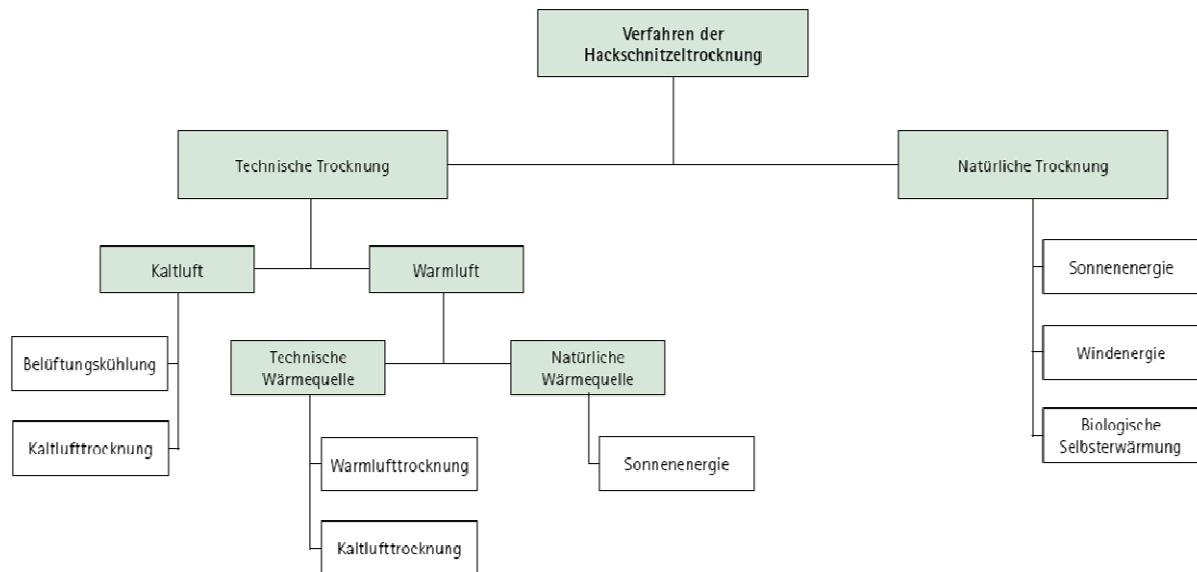 Verfahren der
Hackschnitzeltrocknung
Technische Trocknung
Natürliche Trocknung
Kaltluft
Warmluft
Sonnenenergie
Belüftungskühlung
Technische
Wärmequelle
Natürliche
Wärmequelle
Windenergie
Kaltlufttrocknung
Warmlufttrocknung
Sonnenenergie
Biologische
Selbsterwärmung
Kaltlufttrocknung